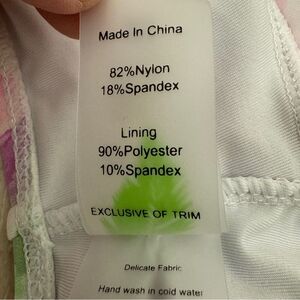 Made In China
82%Nylon
18%Spandex
Lining
90%Polyester
10%Spandex
EXCLUSIVE OF TRIM
Delicate Fabric
Hand wash in cold water